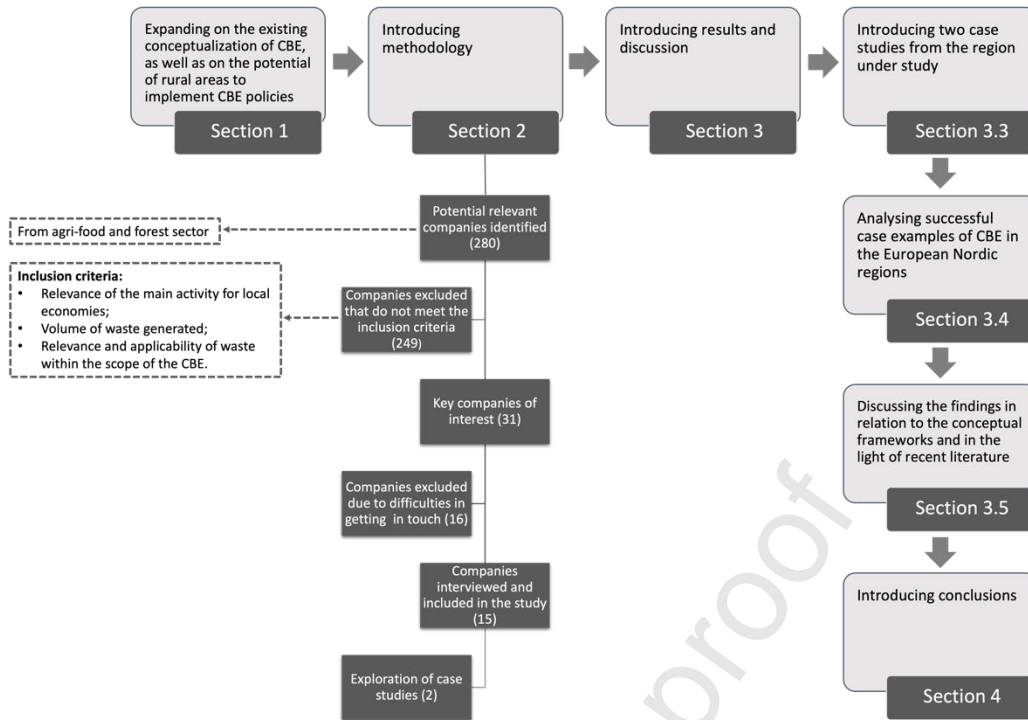 Expanding on the existing
conceptualization of CBE,
as well as on the potential
of rural areas to
implement CBE policies
Section 1
Introducing
methodology
Section 2
Introducing results and
discussion
Section 3
Introducing two case
studies from the region
under study
Section 3.3
Potential relevant
companies identified
(280)
From agri-food and forest sector
Companies excluded
that do not meet the
inclusion criteria
(249)
Inclusion criteria:
• Relevance of the main activity for local
economies;
• Volume of waste generated;
• Relevance and applicability of waste
within the scope of the CBE.
Key companies of
interest (31)
Companies excluded
due to difficulties in
getting in touch (16)
Companies
interviewed and
included in the study
(15)
Exploration of case
studies (2)
Analysing successful
case examples of CBE in
the European Nordic
regions
Section 3.4
Discussing the findings in
relation to the conceptual
frameworks and in the
light of recent literature
Section 3.5
Introducing conclusions
Section 4
proof